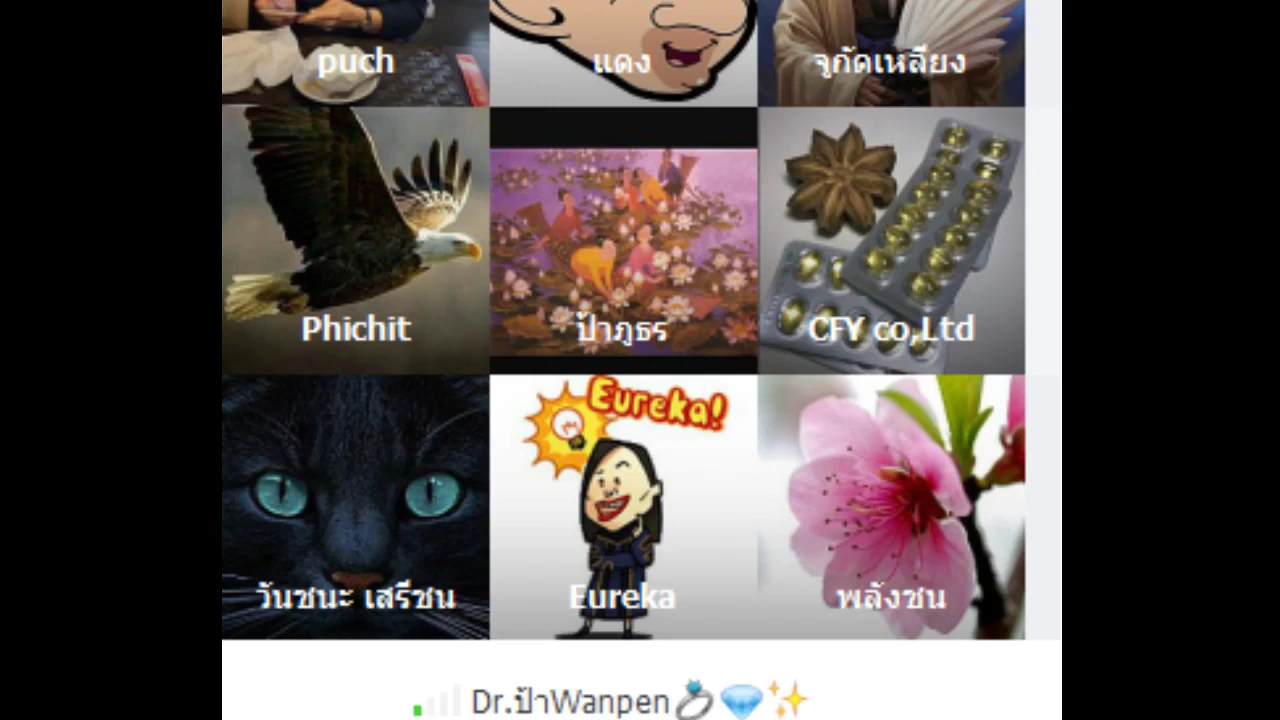 puch
แดง
จูกัดเหลียง
Phichit
ป้าภูธร
CFY co,Ltd
Eureka!
วันชนะ เสรีชน
Eureka
พลังชน
Dr.ป้าWanpen💍💎✨